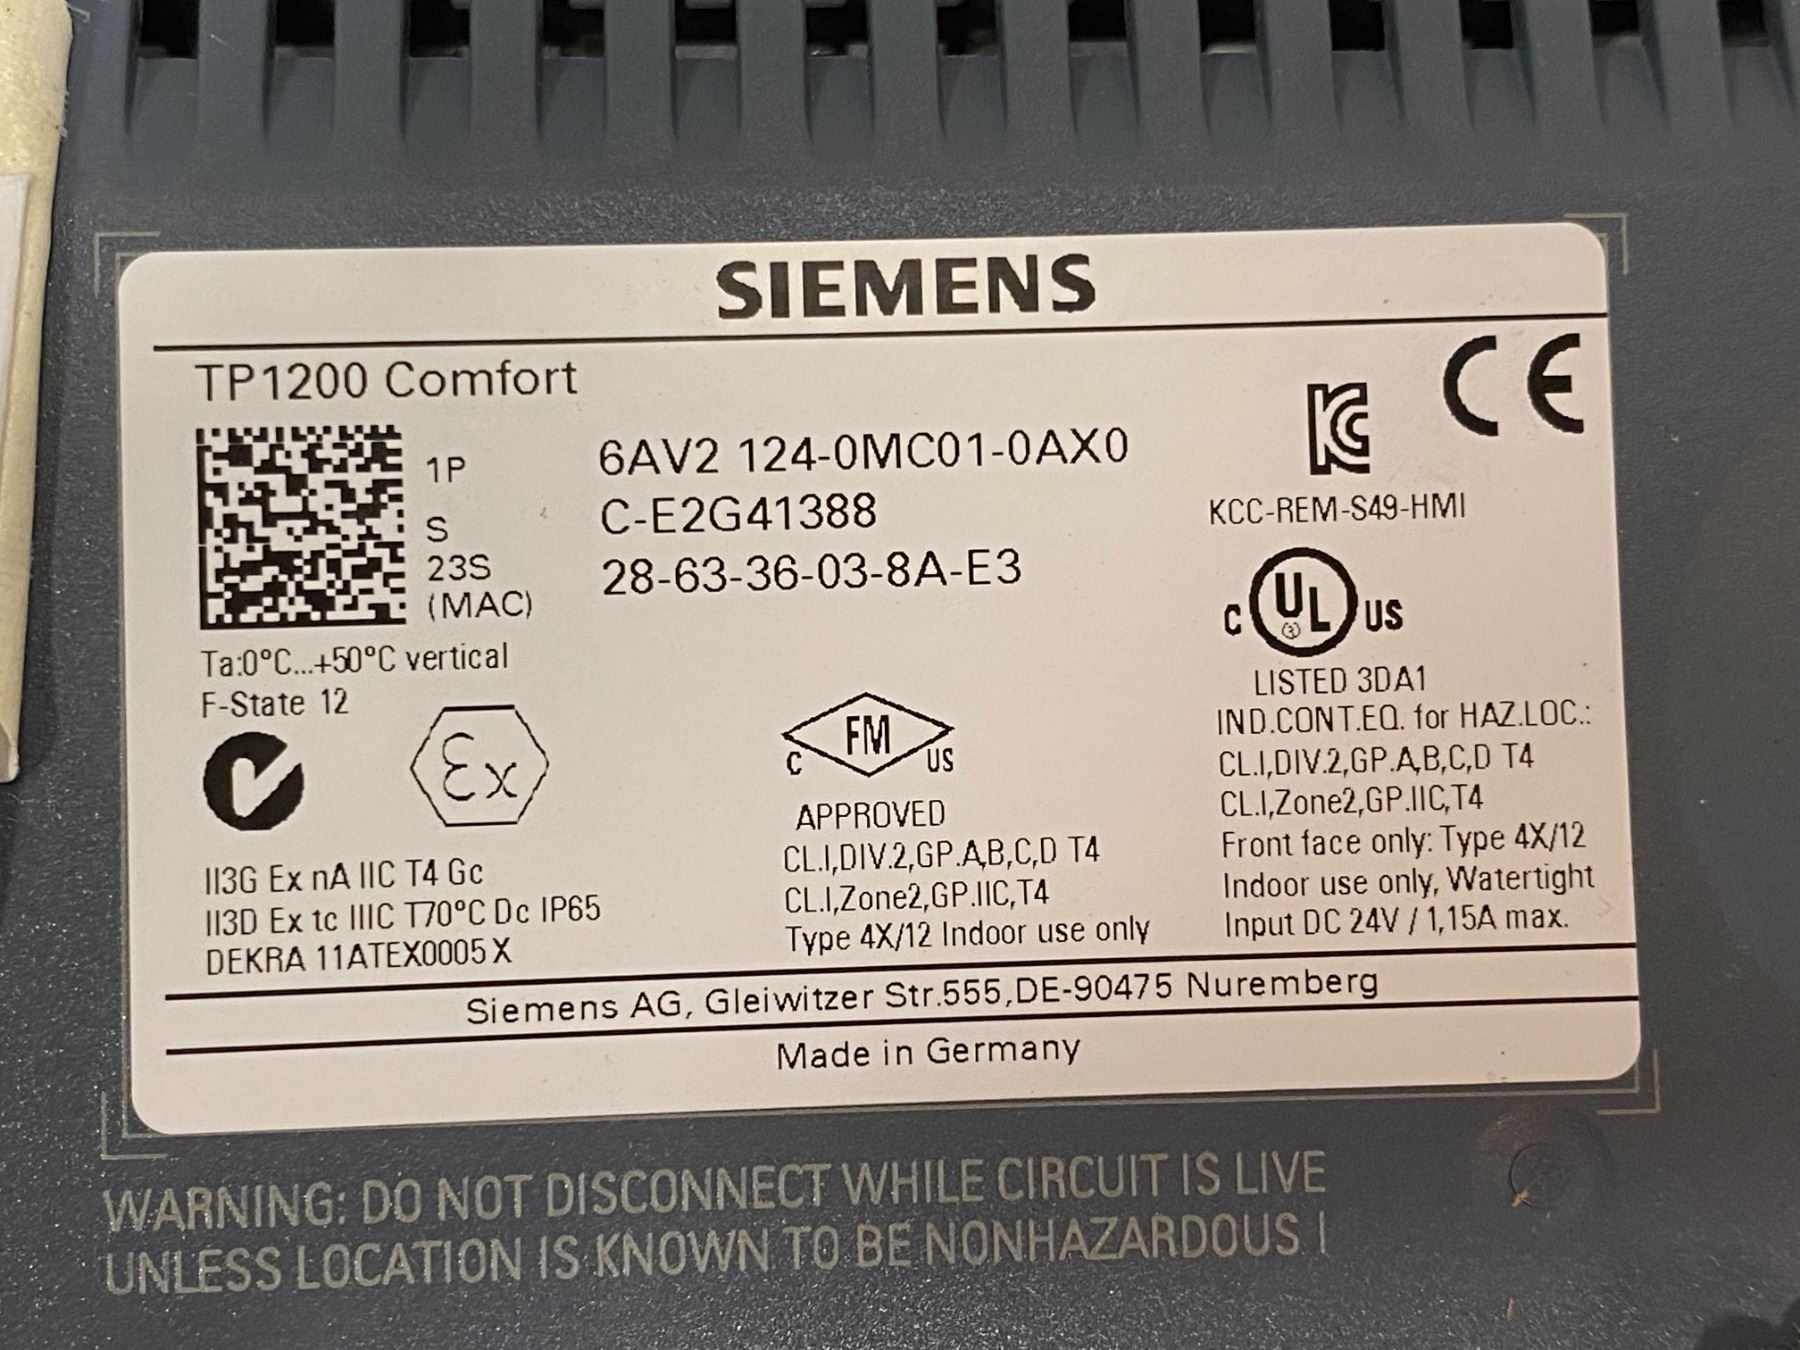 SIEMENS
TP1200 Comfort
1P 6AV2 124-0MC01-0AX0
S C-E2G41388
23S 28-63-36-03-8A-E3
(MAC)
Ta:0°C...+50°C vertical
F-State 12
Ex
II3G Ex nA IIC T4 Gc
II3D Ex tc IIIC T70°C Dc IP65
DEKRA 11ATEX0005 X
C FM US
APPROVED
CL.I,DIV.2,GP.A,B,C,D T4
CL.I,Zone2,GP.IIC,T4
Type 4X/12 Indoor use only
CE
KC
KCC-REM-S49-HMI
C UL US
LISTED 3DA1
IND.CONT.EQ. for HAZ.LOC.:
CL.I,DIV.2,GP.A,B,C,D T4
CL.I,Zone2,GP.IIC,T4
Front face only: Type 4X/12
Indoor use only, Watertight
Input DC 24V / 1,15A max.
Siemens AG, Gleiwitzer Str.555,DE-90475 Nuremberg
Made in Germany
WARNING: DO NOT DISCONNECT WHILE CIRCUIT IS LIVE
UNLESS LOCATION IS KNOWN TO BE NONHAZARDOUS !